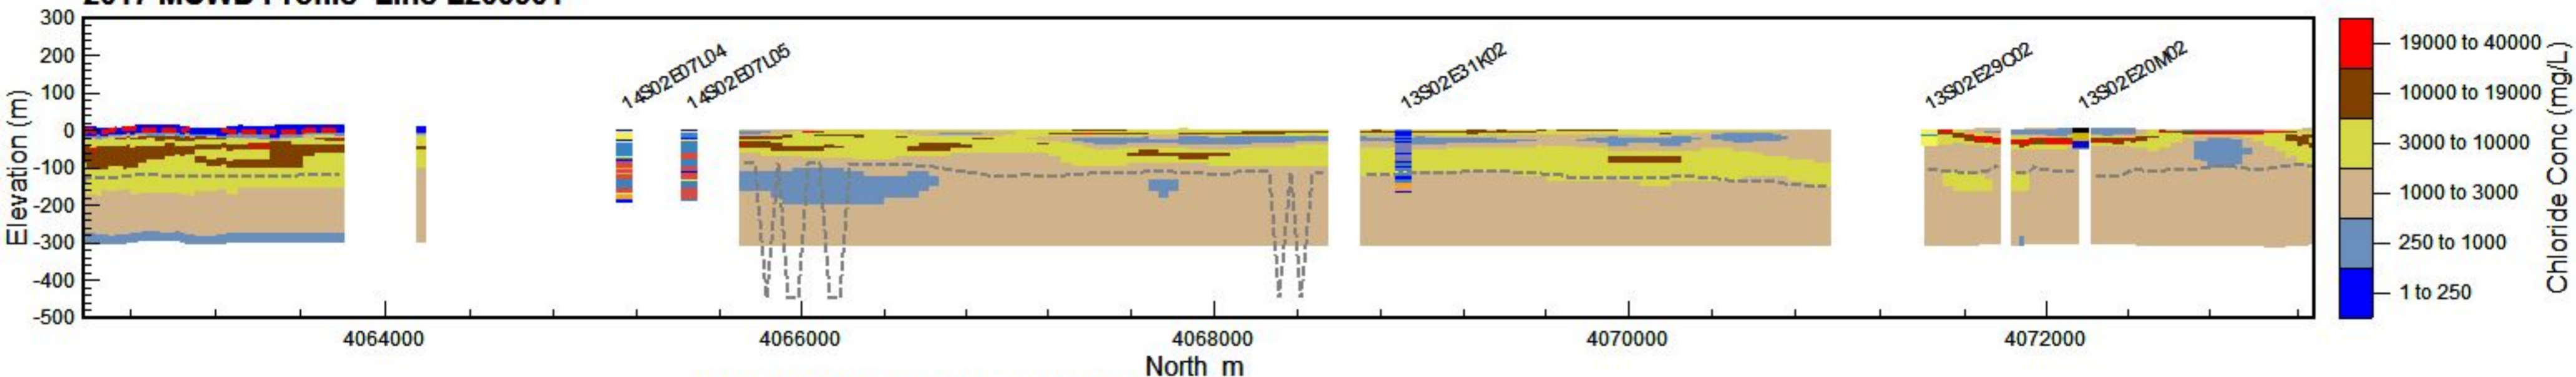 300
200
100
0
-100
-200
-300
-400
-500
Elevation (m)
14S02E07L04
14S02E07L05
13S02E31K02
13S02E29O02
13S02E20M02
4064000
4066000
4068000
4070000
4072000
North m
19000 to 40000
10000 to 19000
3000 to 10000
1000 to 3000
250 to 1000
1 to 250
Chloride Conc (mg/L)